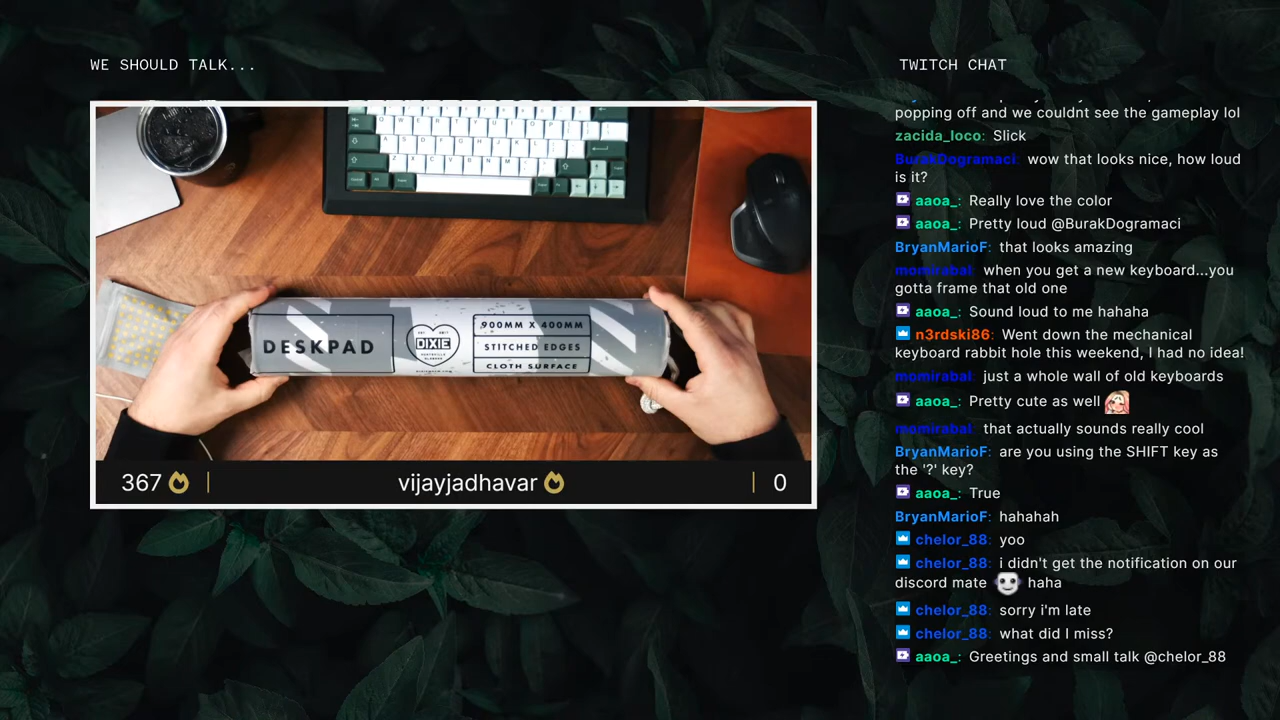 WE SHOULD TALK...
TWITCH CHAT
popping off and we couldnt see the gameplay lol
zacida_loco: Slick
BurakDogramaci: wow that looks nice, how loud
is it?
aaoa_: Really love the color
aaoa_: Pretty loud @BurakDogramaci
BryanMarioF: that looks amazing
momirabal: when you get a new keyboard...you
gotta frame that old one
aaoa_: Sound loud to me hahaha
n3rdski86: Went down the mechanical
keyboard rabbit hole this weekend, I had no idea!
momirabal: just a whole wall of old keyboards
aaoa_: Pretty cute as well
momirabal: that actually sounds really cool
BryanMarioF: are you using the SHIFT key as
the '?' key?
aaoa_: True
BryanMarioF: hahahah
chelor_88: yoo
chelor_88: i didn't get the notification on our
discord mate haha
chelor_88: sorry i'm late
chelor_88: what did I miss?
aaoa_: Greetings and small talk @chelor_88
DESKPAD
DIXIE
900MM X 400MM
STITCHED EDGES
CLOTH SURFACE
367
vijayjadhavar
0